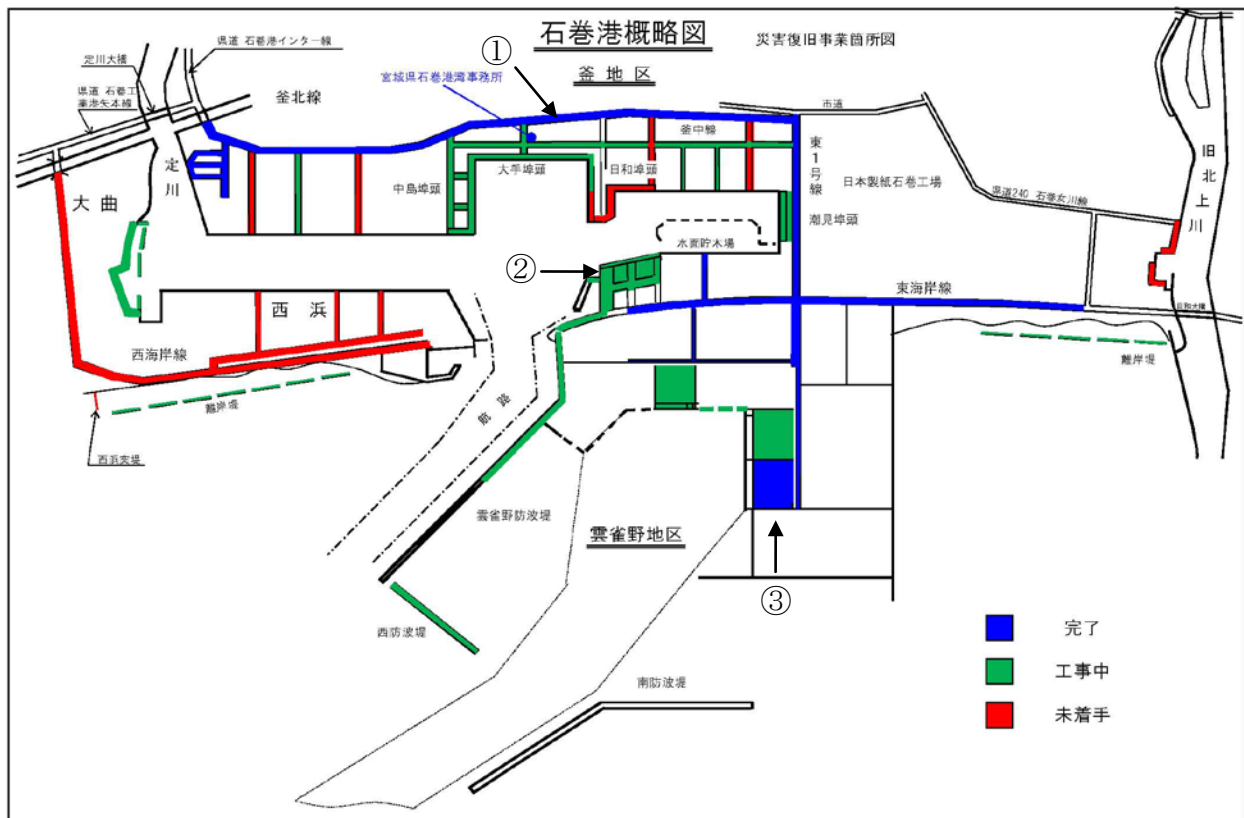 石巻港概略図
災害復旧事業箇所図
県道 石巻港インター線
定川大橋
県道 石巻工
業港矢本線
釜北線
宮城県石巻港湾事務所
①
釜地区
市道
釜中線
大手埠頭
日和埠頭
中島埠頭
東1号線
日本製紙石巻工場
潮見埠頭
県道240 石巻女川線
旧北上川
定川
大曲
水面貯木場
②
東海岸線
日和大橋
西浜
西海岸線
離岸堤
離岸堤
西浜突堤
航路
雲雀野防波堤
雲雀野地区
③
西防波堤
南防波堤
完了
工事中
未着手